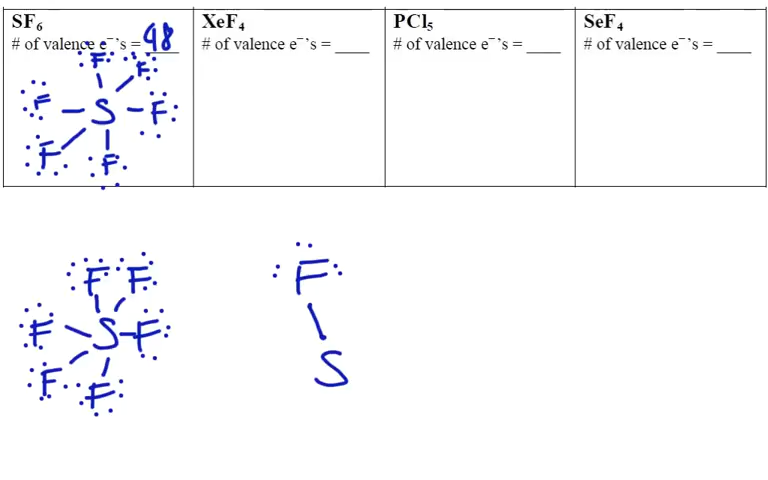 SF₆
# of valence e⁻'s = 48
F F
F S F
F F
XeF₄
# of valence e⁻'s = ____
PCl₅
# of valence e⁻'s = ____
SeF₄
# of valence e⁻'s = ____
F F
F S F
F F
F
S